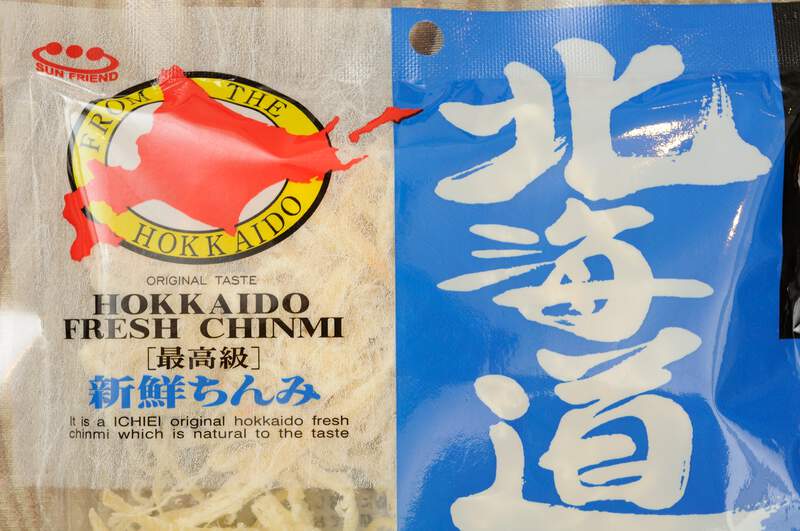 SUN FRIEND
FROM THE
HOKKAIDO
ORIGINAL TASTE
HOKKAIDO
FRESH CHINMI
[最高級]
新鮮ちんみ
It is a ICHIEI original hokkaido fresh
chinmi which is natural to the taste
北海道